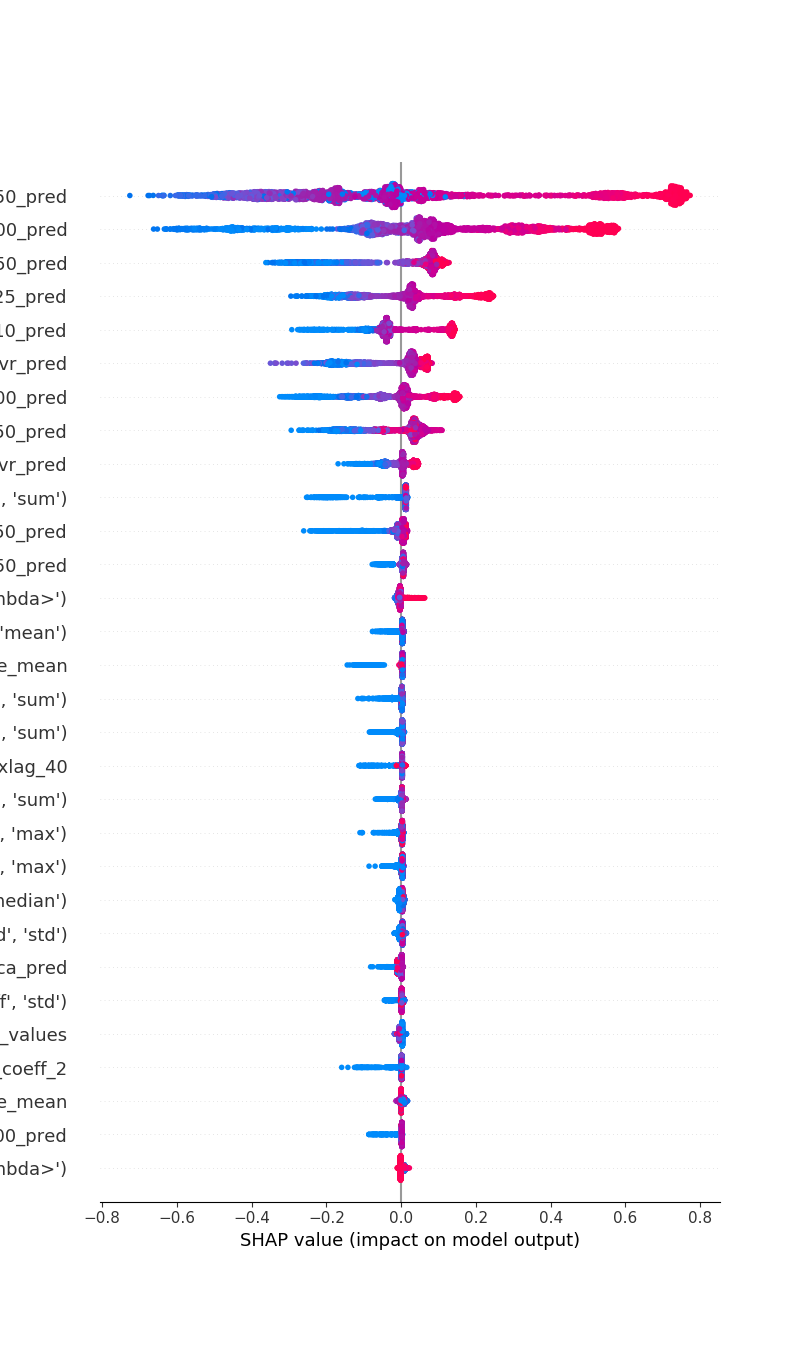 50_pred
00_pred
50_pred
25_pred
10_pred
vr_pred
00_pred
50_pred
vr_pred
, 'sum')
50_pred
50_pred
mbda>')
'mean')
e_mean
, 'sum')
, 'sum')
xlag_40
, 'sum')
, 'max')
, 'max')
nedian')
d', 'std')
ca_pred
f', 'std')
_values
_coeff_2
e_mean
00_pred
nbda>')
−0.8 −0.6 −0.4 −0.2 0.0 0.2 0.4 0.6 0.8
SHAP value (impact on model output)